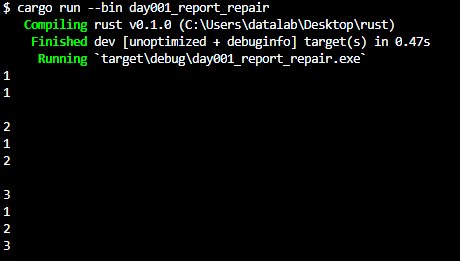 $ cargo run --bin day001_report_repair
Compiling rust v0.1.0 (C:\Users\datalab\Desktop\rust)
Finished dev [unoptimized + debuginfo] target(s) in 0.47s
Running `target\debug\day001_report_repair.exe`
1
1
2
1
2
3
1
2
3